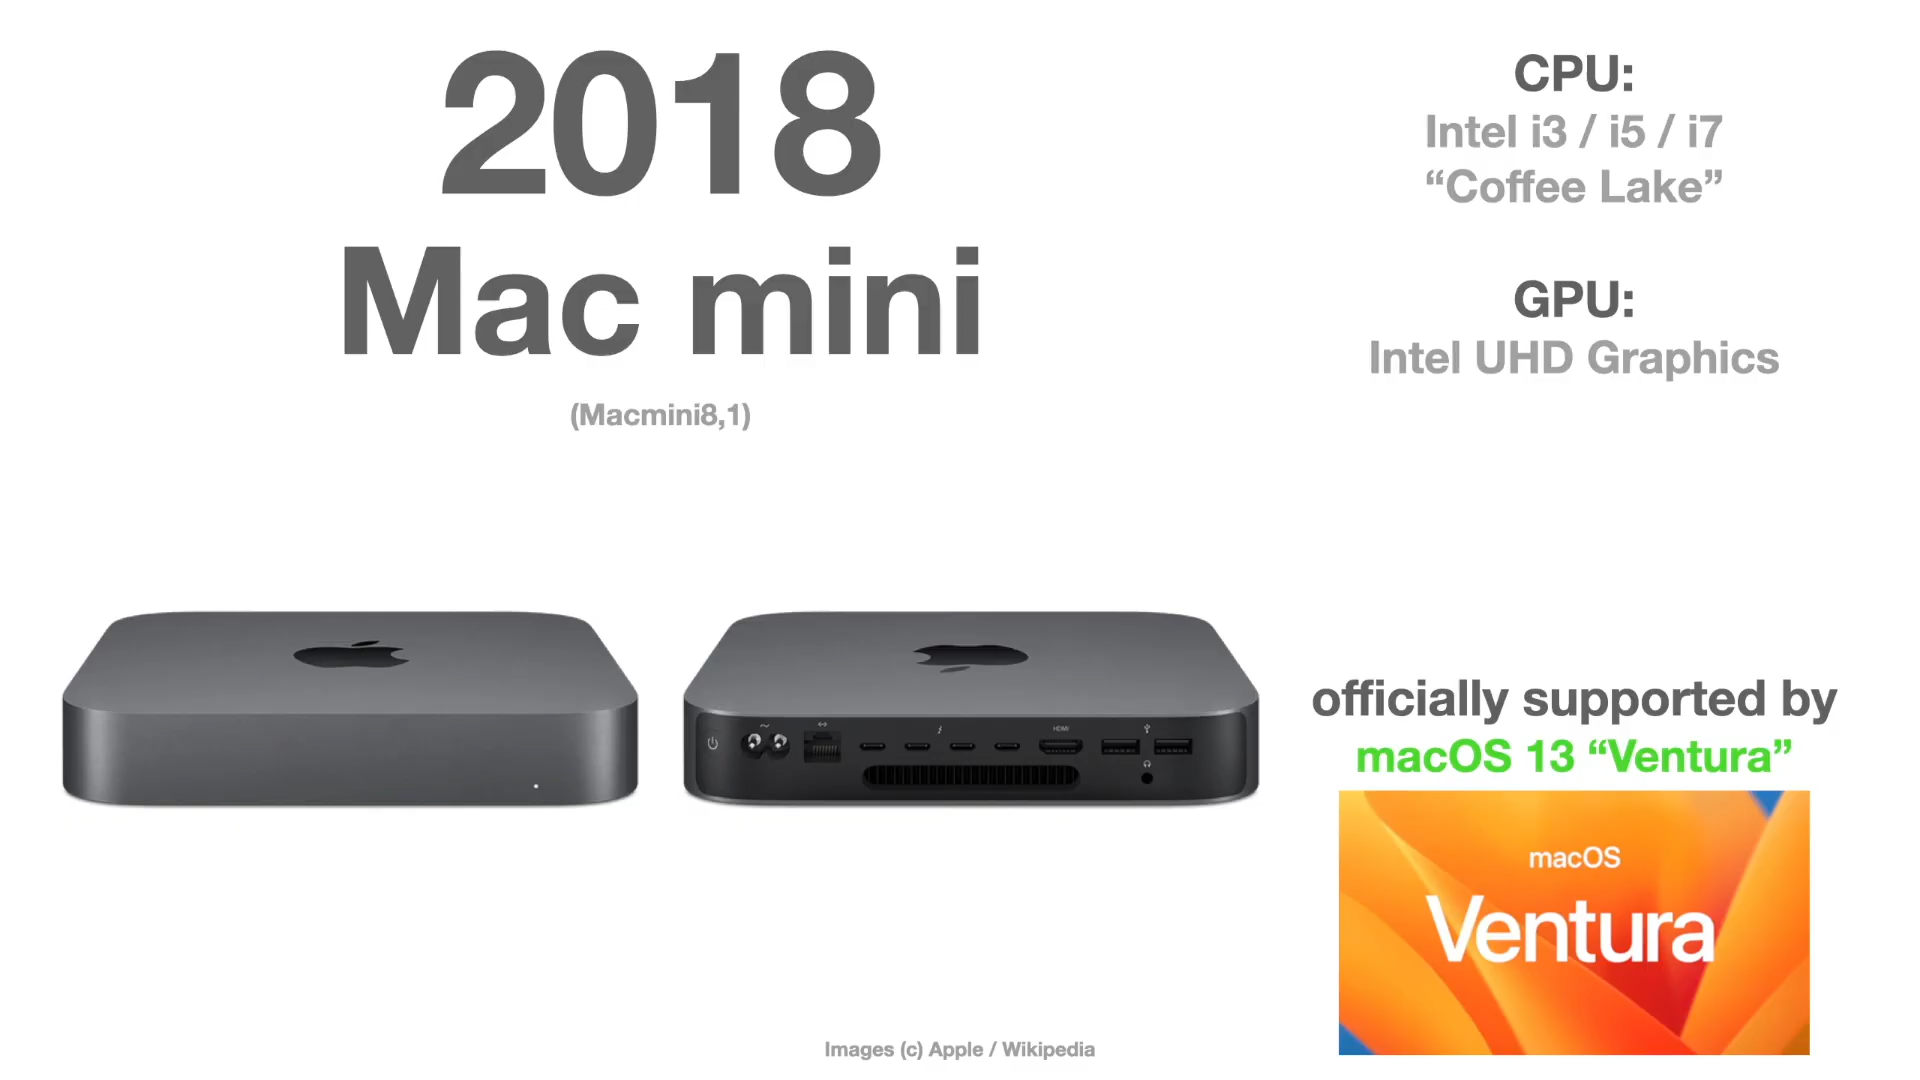 2018
Mac mini
(Macmini8,1)
CPU:
Intel i3 / i5 / i7
“Coffee Lake”
GPU:
Intel UHD Graphics
HDMI
officially supported by
macOS 13 “Ventura”
macOS
Ventura
Images (c) Apple / Wikipedia